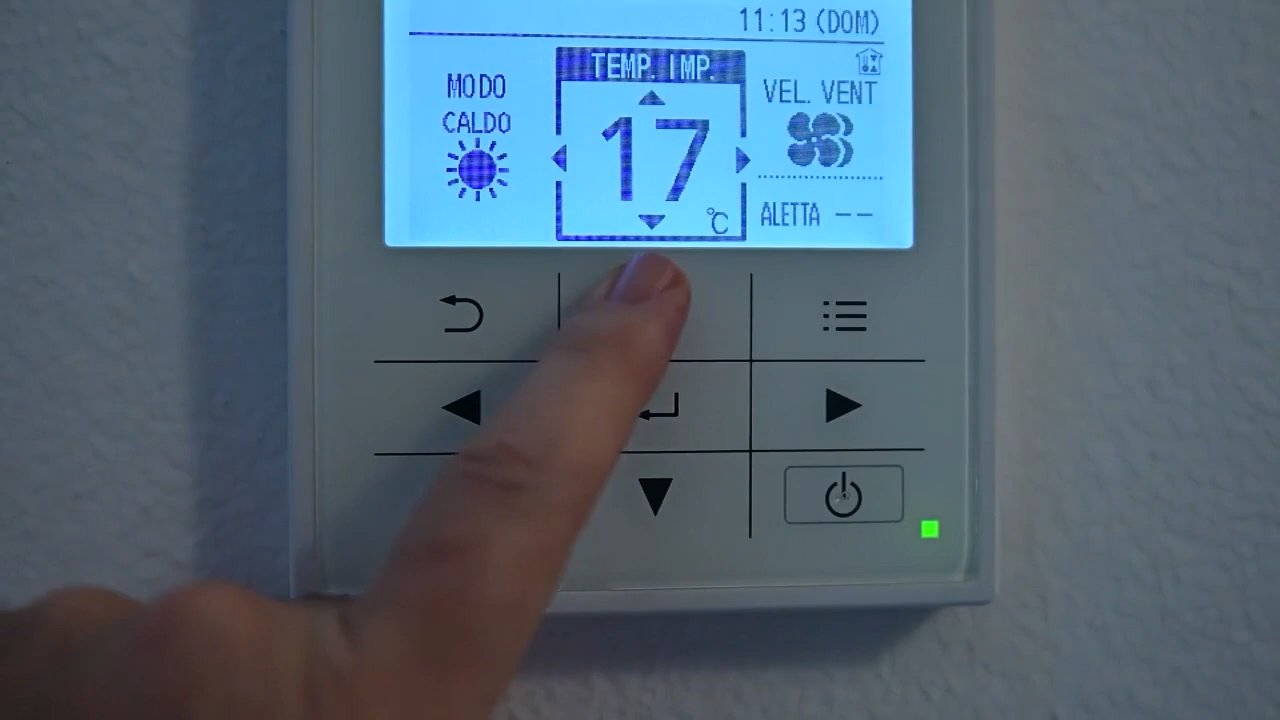 11:13 (DOM)
TEMP. IMP.
MODO
CALDO
17
°C
VEL. VENT
ALETTA --